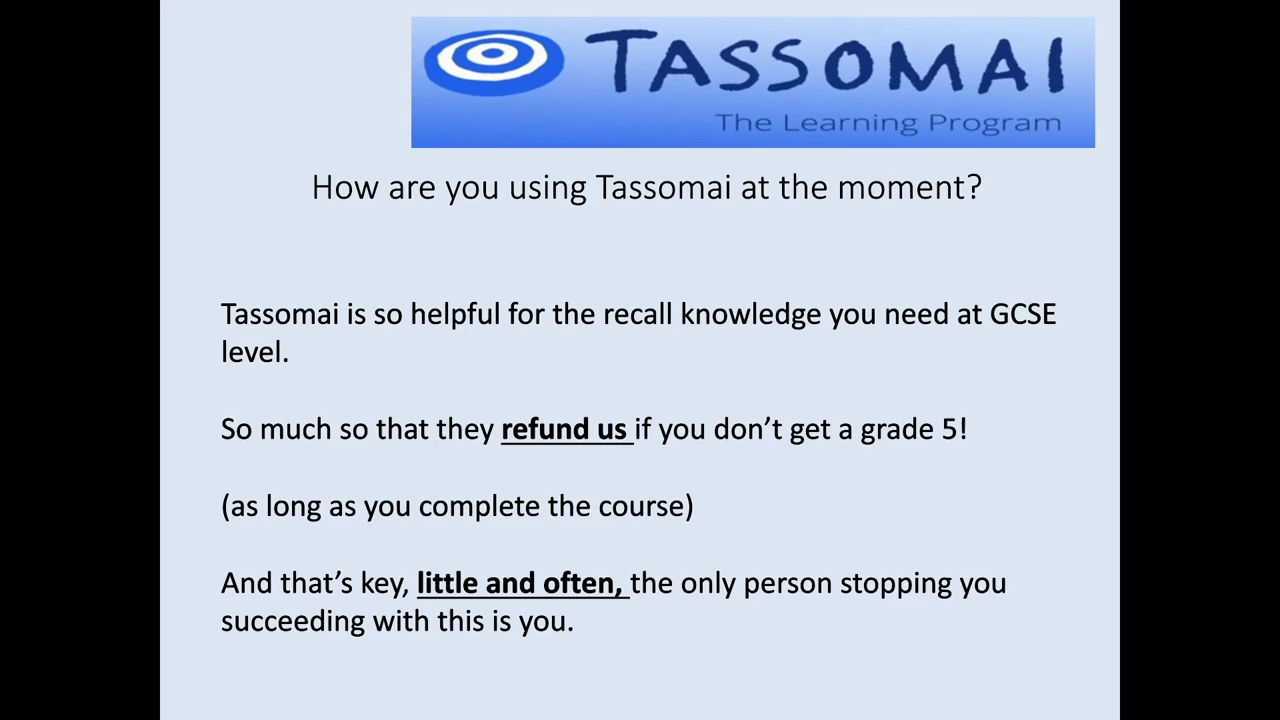 TASSOMAI
The Learning Program
How are you using Tassomai at the moment?
Tassomai is so helpful for the recall knowledge you need at GCSE
level.
So much so that they refund us if you don’t get a grade 5!
(as long as you complete the course)
And that’s key, little and often, the only person stopping you
succeeding with this is you.